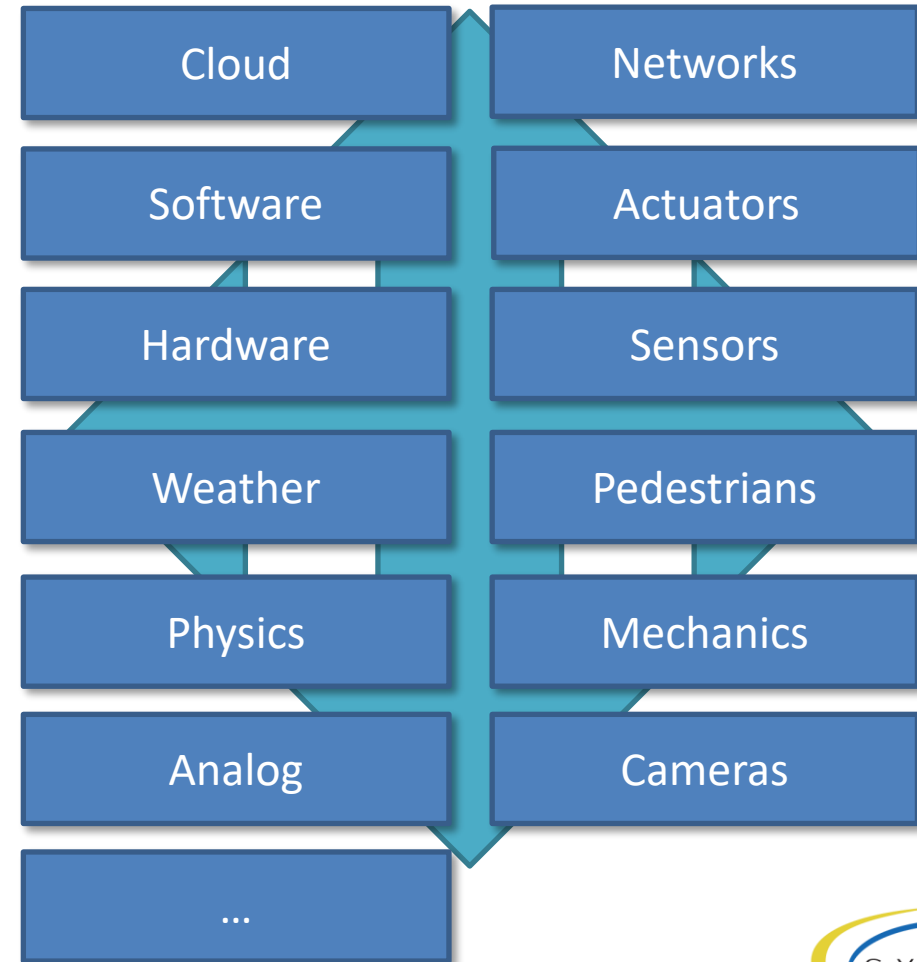 Cloud
Networks
Software
Actuators
Hardware
Sensors
Weather
Pedestrians
Physics
Mechanics
Analog
Cameras
…